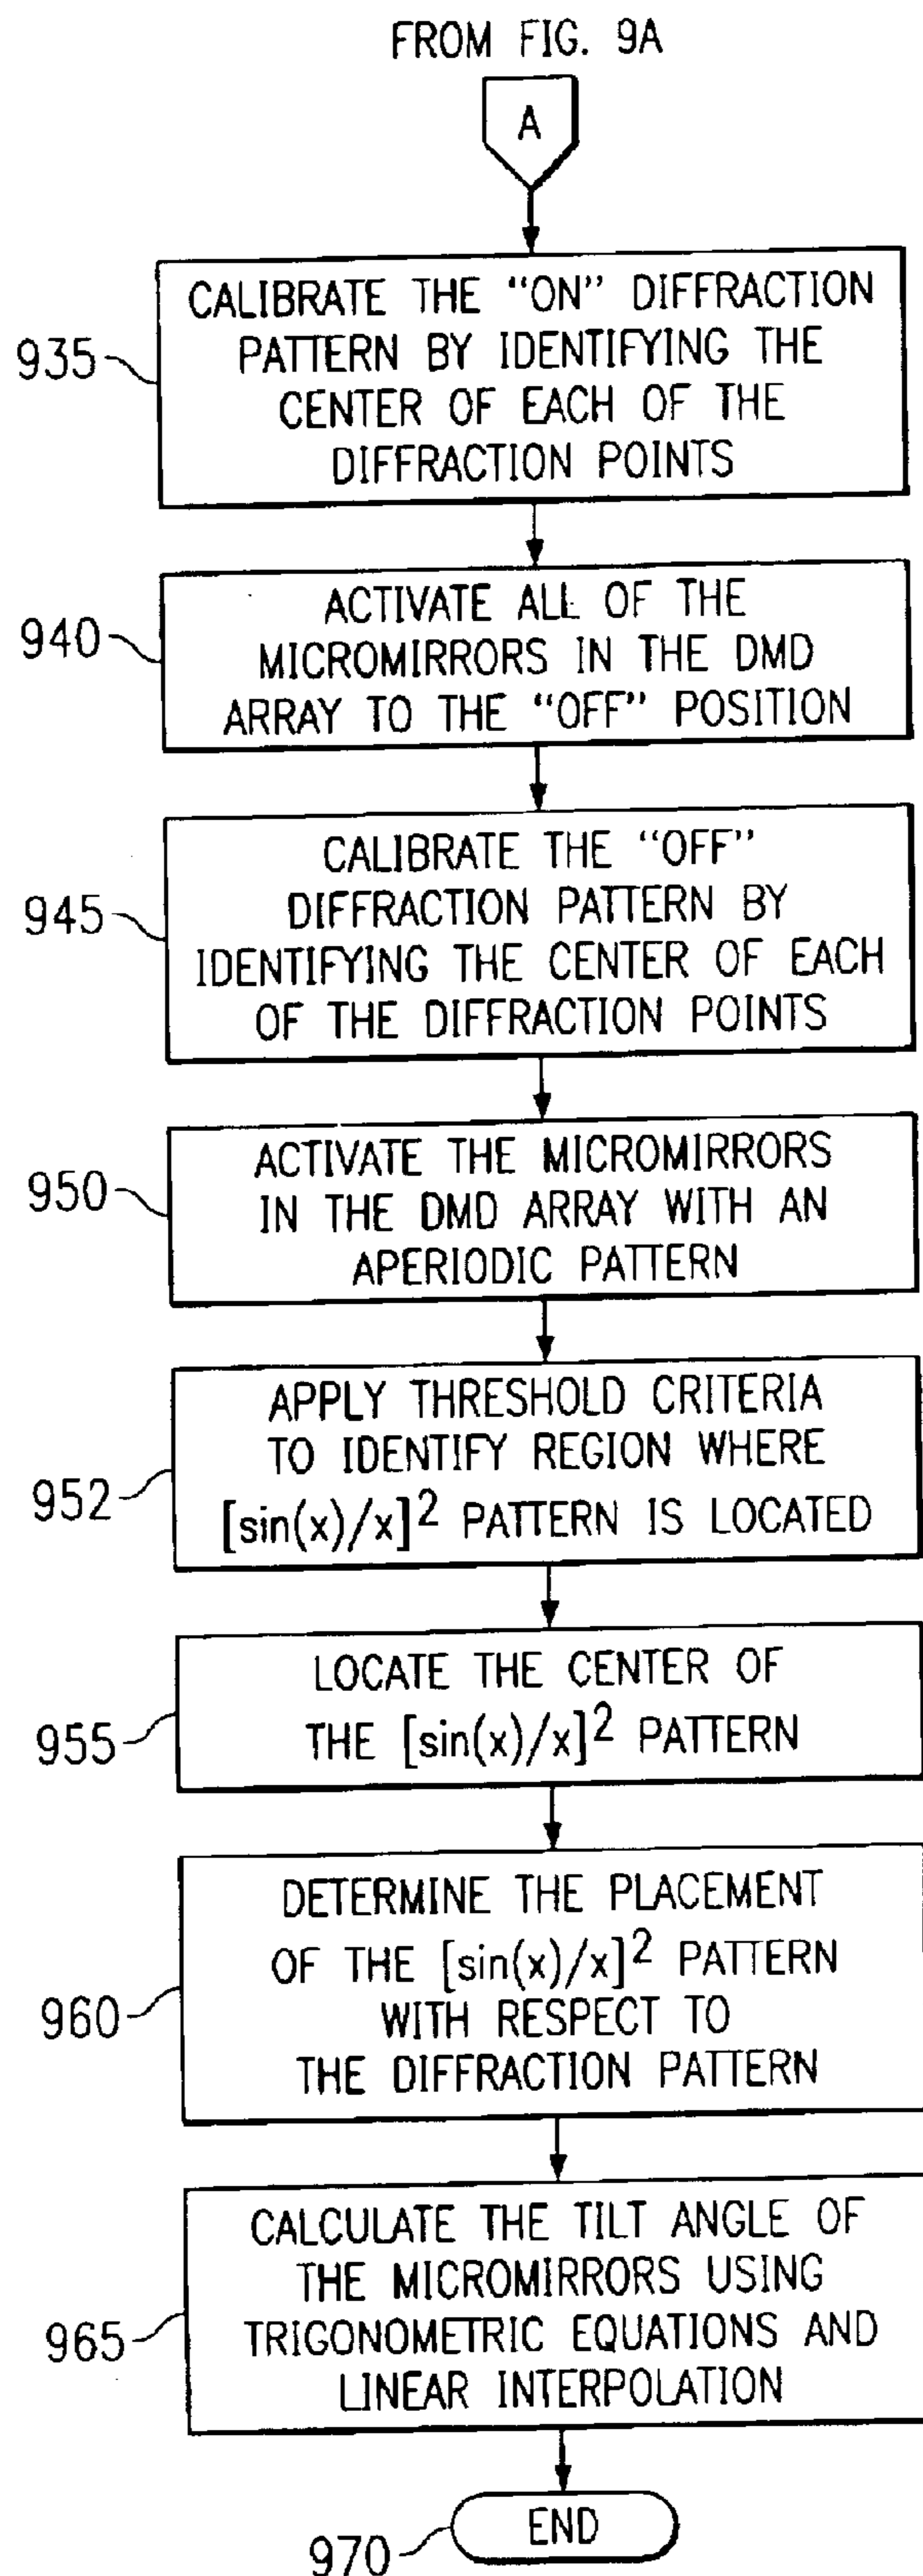 FROM FIG. 9A
A
935
CALIBRATE THE “ON” DIFFRACTION
PATTERN BY IDENTIFYING THE
CENTER OF EACH OF THE
DIFFRACTION POINTS
940
ACTIVATE ALL OF THE
MICROMIRRORS IN THE DMD
ARRAY TO THE “OFF” POSITION
945
CALIBRATE THE “OFF”
DIFFRACTION PATTERN BY
IDENTIFYING THE CENTER OF EACH
OF THE DIFFRACTION POINTS
950
ACTIVATE THE MICROMIRRORS
IN THE DMD ARRAY WITH AN
APERIODIC PATTERN
952
APPLY THRESHOLD CRITERIA
TO IDENTIFY REGION WHERE
[sin(x)/x]² PATTERN IS LOCATED
955
LOCATE THE CENTER OF
THE [sin(x)/x]² PATTERN
960
DETERMINE THE PLACEMENT
OF THE [sin(x)/x]² PATTERN
WITH RESPECT TO
THE DIFFRACTION PATTERN
965
CALCULATE THE TILT ANGLE OF
THE MICROMIRRORS USING
TRIGONOMETRIC EQUATIONS AND
LINEAR INTERPOLATION
970
END